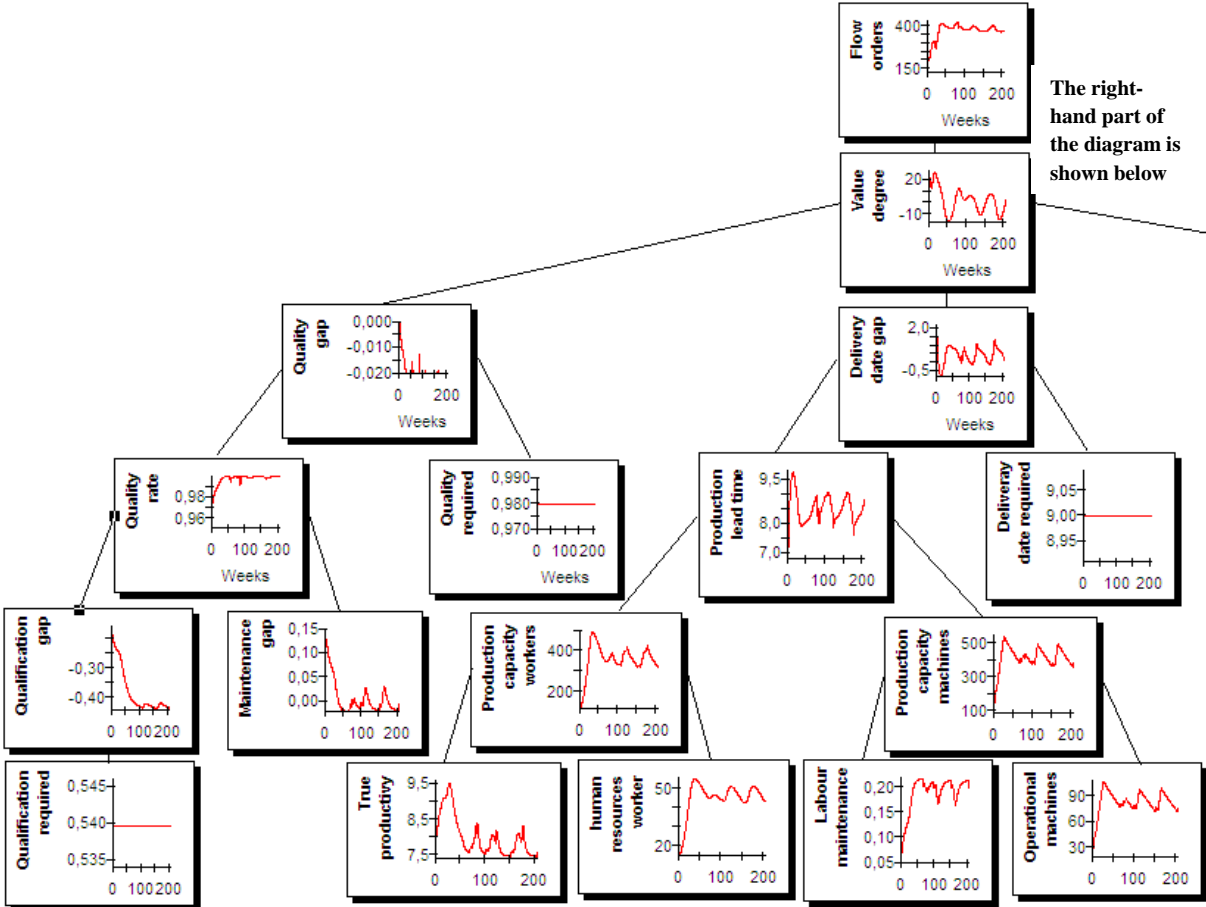 Flow
orders
400
150
0 100 200
Weeks
The right-
hand part of
the diagram is
shown below
Value
degree
20
-10
0 100 200
Weeks
Quality
gap
0,000
-0,010
-0,020
0 200
Weeks
Delivery
date gap
2,0
-0,5
0 100 200
Quality
rate
0,98
0,96
0 100 200
Weeks
Quality
required
0,990
0,980
0,970
0 100 200
Weeks
Production
lead time
9,5
8,0
7,0
0 100 200
Deliveray
date required
9,05
9,00
8,95
0 100 200
Qualification
gap
-0,30
-0,40
0 100 200
Maintenance
gap
0,15
0,10
0,00
0 100 200
Production
capacity
workers
400
200
0 100 200
Production
capacity
machines
500
300
100
0 100 200
Qualification
required
0,545
0,540
0,535
0 100 200
True
productivy
9,5
8,5
7,5
0 100 200
human
resources
worker
50
20
0 100 200
Labour
maintenance
0,20
0,15
0,10
0,05
0 100 200
Operational
machines
90
60
30
0 100 200